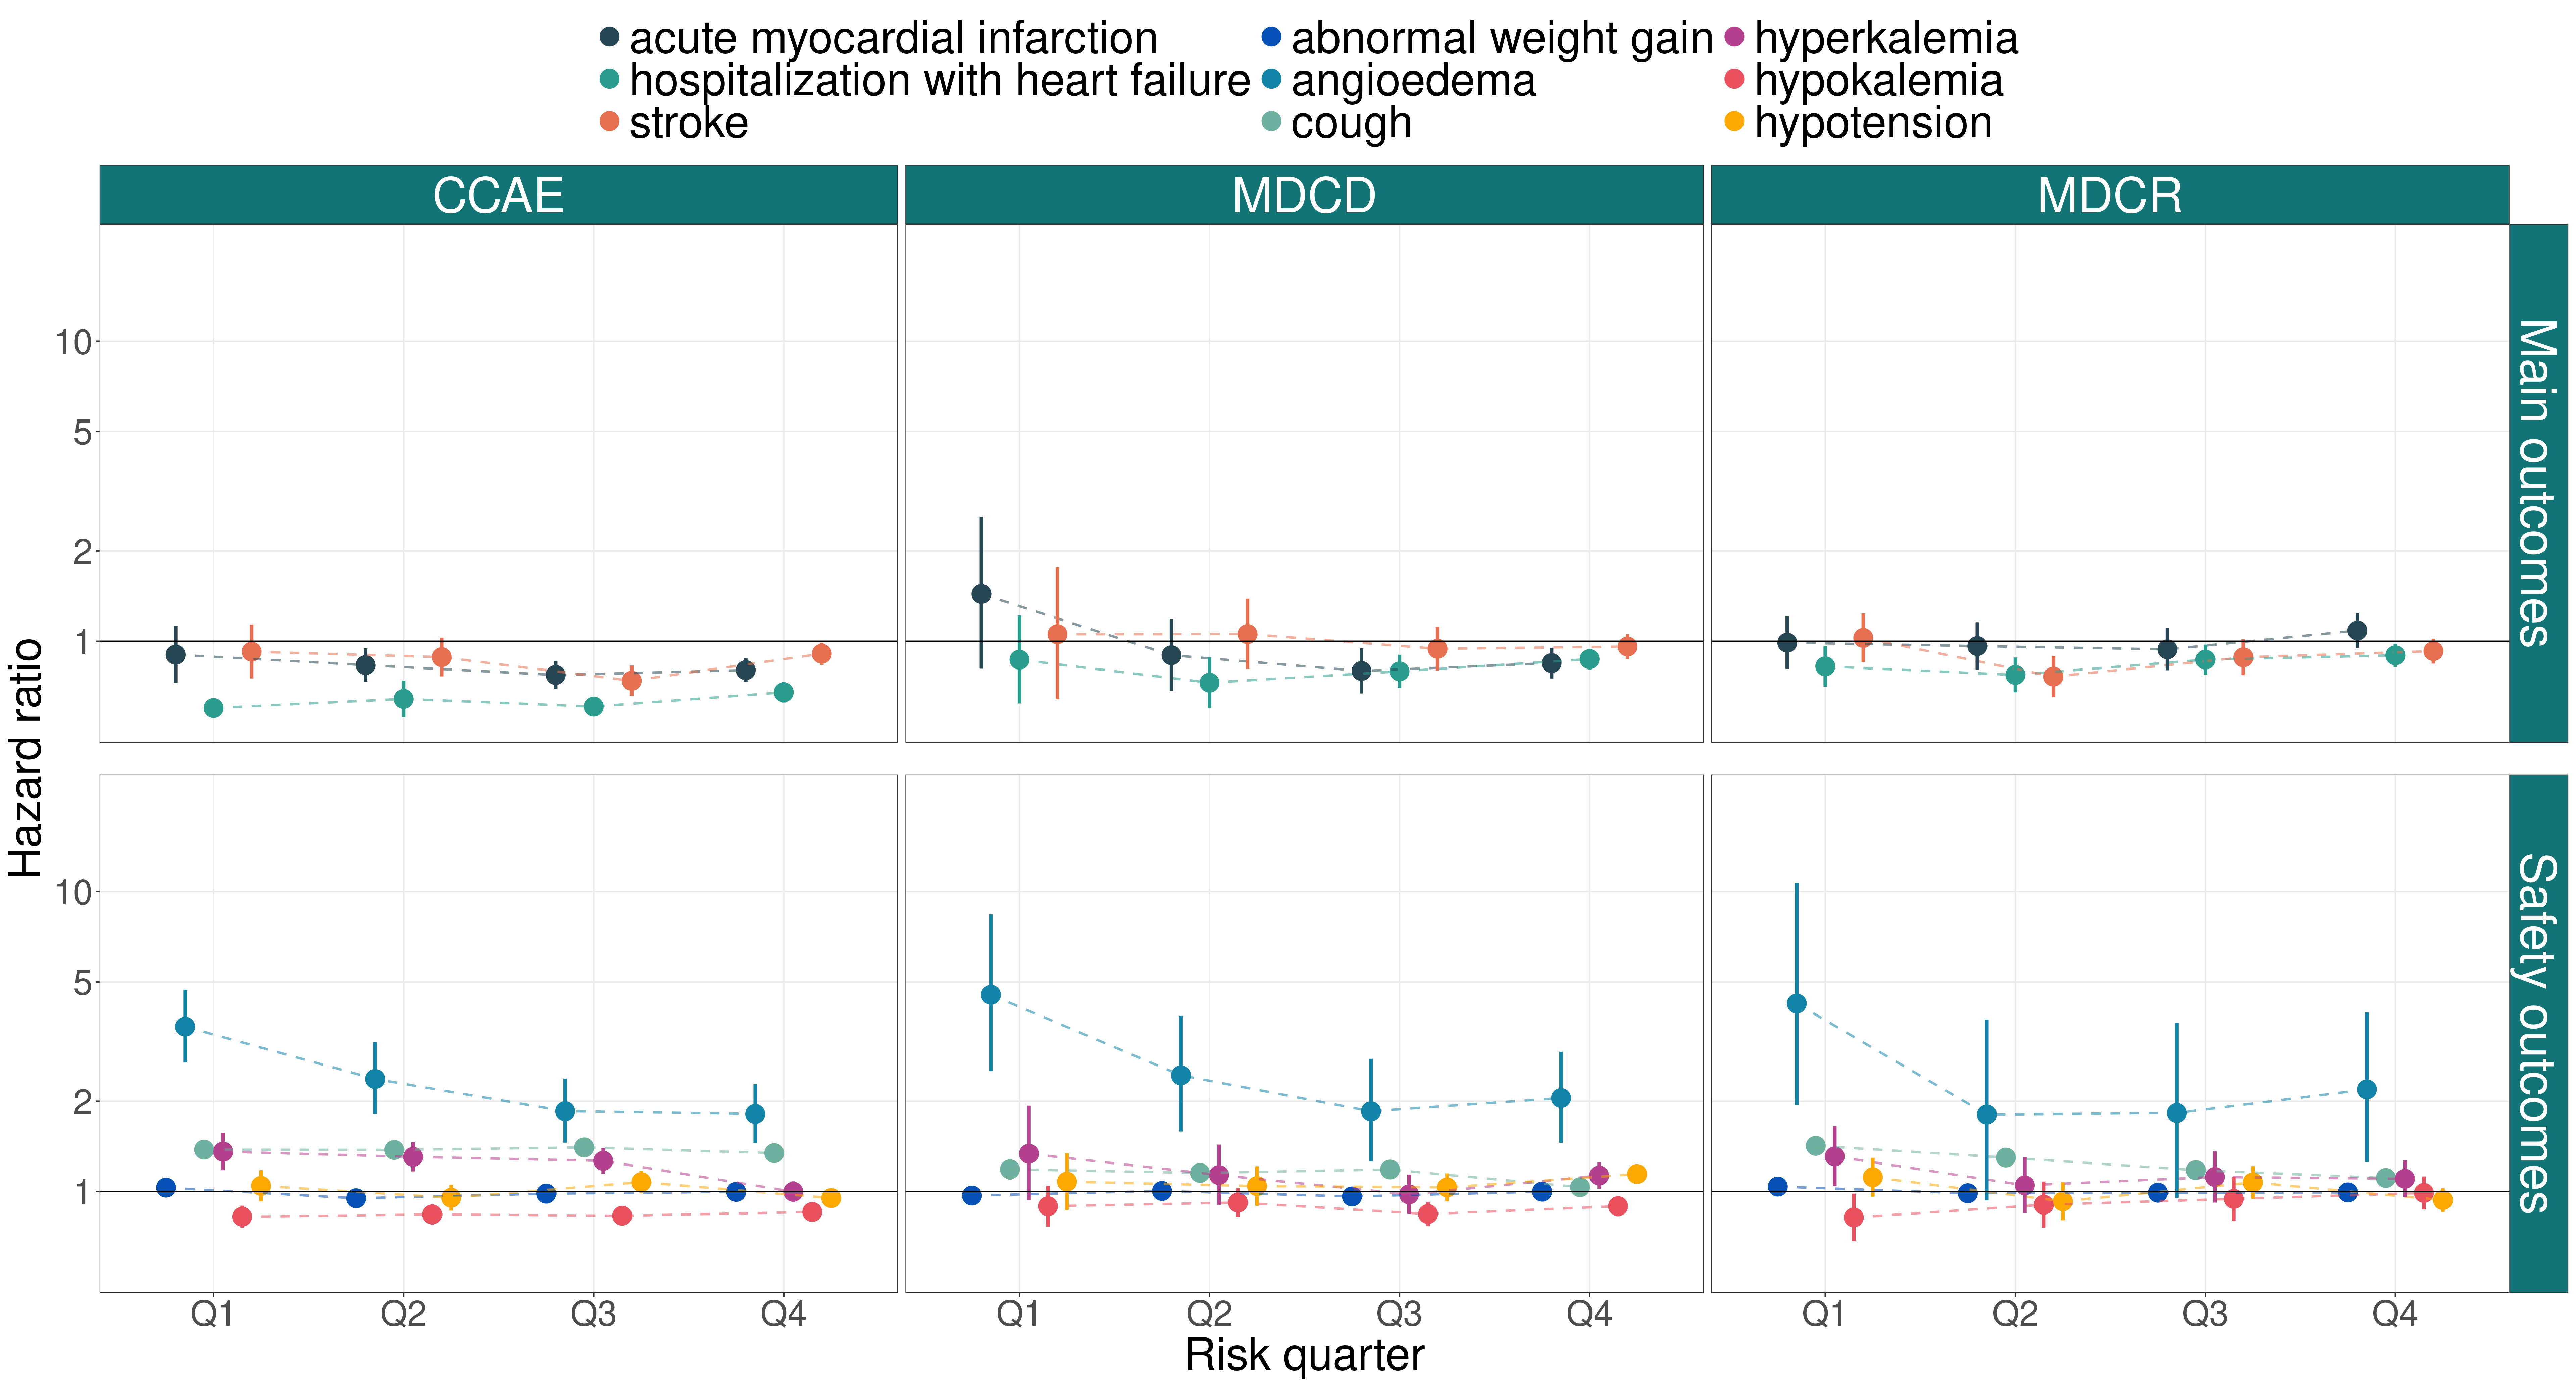 acute myocardial infarction abnormal weight gain hyperkalemia
hospitalization with heart failure angioedema hypokalemia
stroke cough hypotension
CCAE MDCD MDCR
Main outcomes
10
5
2
1
Hazard ratio
Safety outcomes
10
5
2
1
Q1 Q2 Q3 Q4 Q1 Q2 Q3 Q4 Q1 Q2 Q3 Q4
Risk quarter